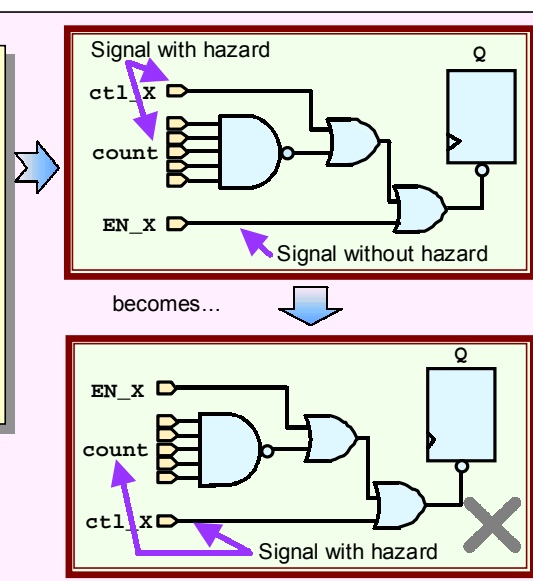 Signal with hazard
Q
ctl_X
count
EN_X
Signal without hazard
becomes...
Q
EN_X
count
ctl_X
Signal with hazard